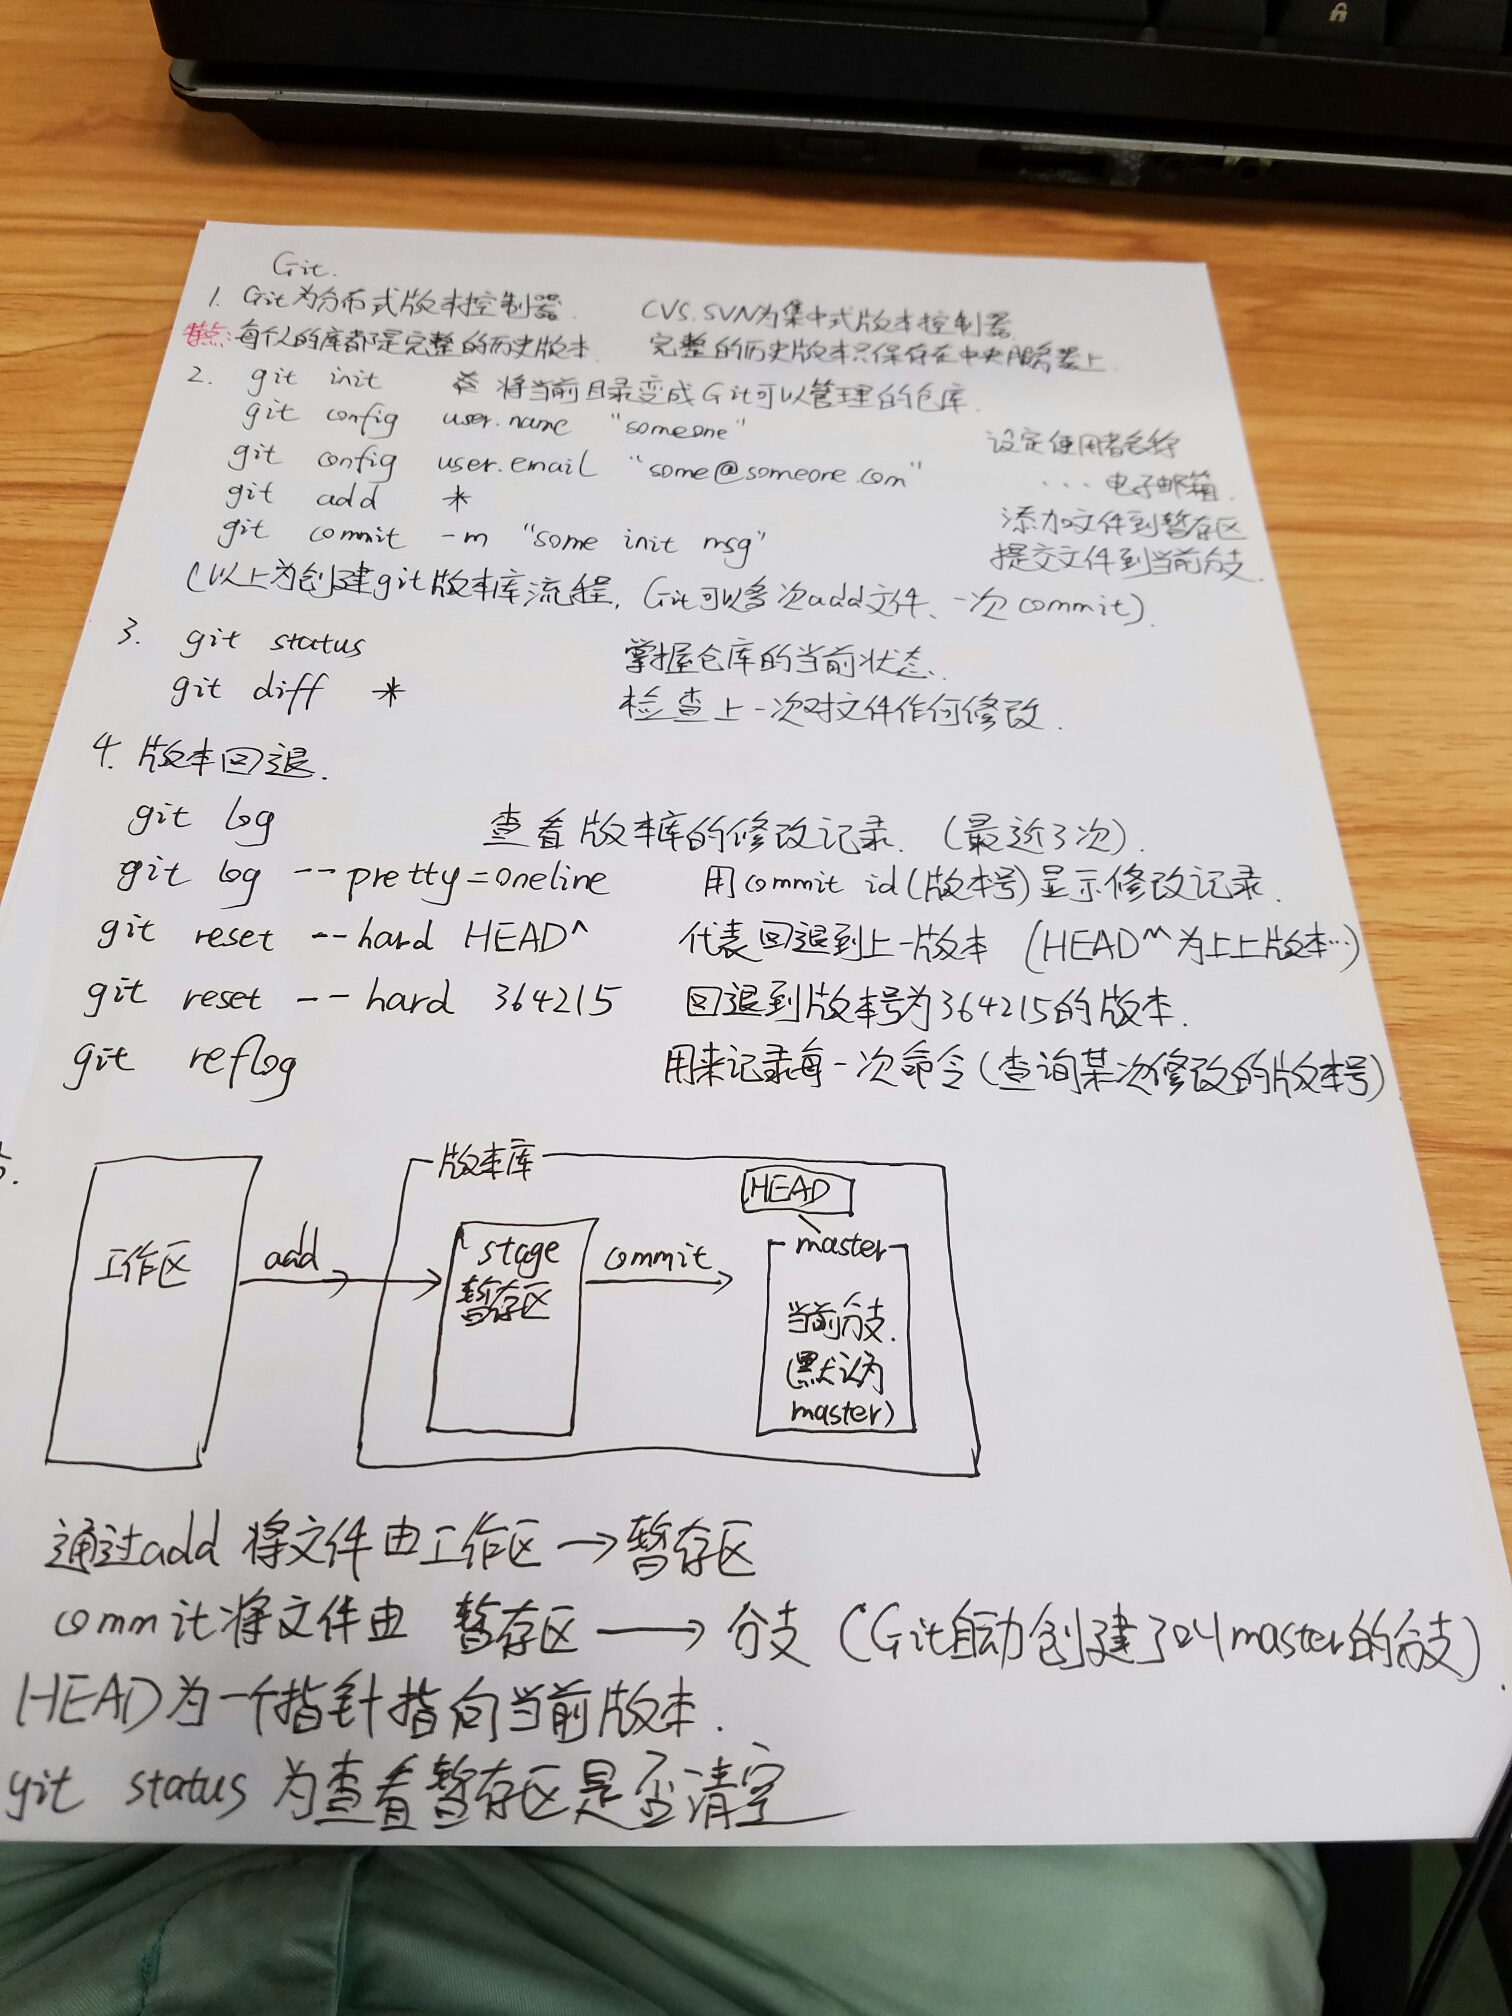 Git.
1. Git为分布式版本控制器. CVS.SVN为集中式版本控制器.
特点:每个人的库都是完整的历史版本. 完整的历史版本只保存在中央服务器上.
2. git init 将当前目录变成Git可以管理的仓库.
git config user.name "someone" 设定使用者名称
git config user.email "some@someone.com" ...电子邮箱.
git add * 添加文件到暂存区
git commit -m "some init msg" 提交文件到当前分支.
(以上为创建git版本库流程, Git可以多次add文件、一次commit).
3. git status 掌握仓库的当前状态.
git diff * 检查上一次对文件作何修改.
4. 版本回退.
git log 查看版本库的修改记录. (最近3次).
git log --pretty=oneline 用commit id(版本号)显示修改记录.
git reset --hard HEAD^ 代表回退到上一版本 (HEAD^^为上上版本…)
git reset --hard 364215 回退到版本号为364215的版本.
git reflog 用来记录每一次命令(查询某次修改的版本号)
5.
版本库
HEAD
工作区 add stage commit master
暂存区
当前分支.
(默认为
master)
通过add 将文件由工作区→暂存区
commit将文件由 暂存区→分支 (Git自动创建了master的分支).
HEAD为一个指针指向当前版本.
git status 为查看暂存区是否清空